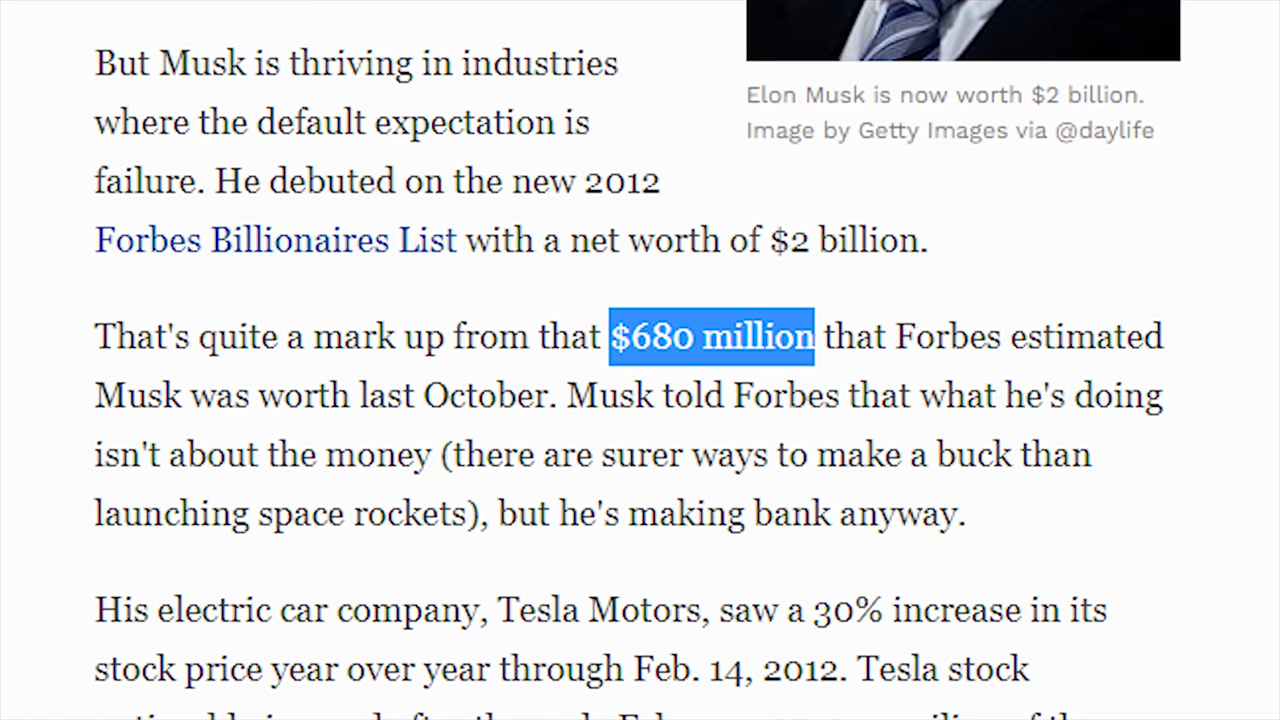 But Musk is thriving in industries
where the default expectation is
failure. He debuted on the new 2012
Forbes Billionaires List with a net worth of $2 billion.
Elon Musk is now worth $2 billion.
Image by Getty Images via @daylife
That's quite a mark up from that $680 million that Forbes estimated
Musk was worth last October. Musk told Forbes that what he's doing
isn't about the money (there are surer ways to make a buck than
launching space rockets), but he's making bank anyway.
His electric car company, Tesla Motors, saw a 30% increase in its
stock price year over year through Feb. 14, 2012. Tesla stock